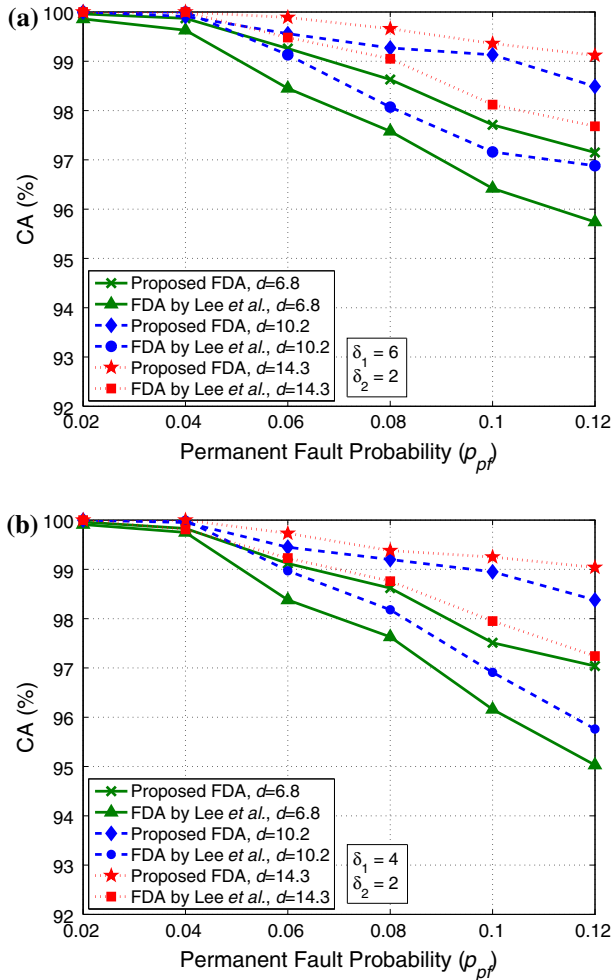 (a)
100
99
98
97
96
95
94
93
92
CA (%)
Proposed FDA, d=6.8
FDA by Lee et al., d=6.8
Proposed FDA, d=10.2
FDA by Lee et al., d=10.2
Proposed FDA, d=14.3
FDA by Lee et al., d=14.3
δ1 = 6
δ2 = 2
0.02 0.04 0.06 0.08 0.1 0.12
Permanent Fault Probability (ppf)
(b)
100
99
98
97
96
95
94
93
92
CA (%)
Proposed FDA, d=6.8
FDA by Lee et al., d=6.8
Proposed FDA, d=10.2
FDA by Lee et al., d=10.2
Proposed FDA, d=14.3
FDA by Lee et al., d=14.3
δ1 = 4
δ2 = 2
0.02 0.04 0.06 0.08 0.1 0.12
Permanent Fault Probability (ppf)